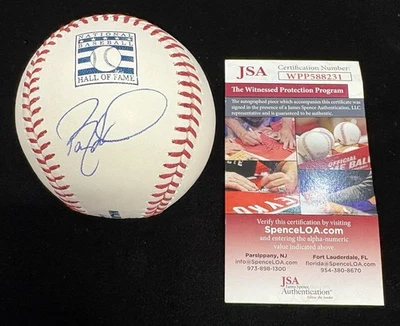 NATIONAL
BASEBALL
HALL OF FAME
JSA
Certification Number:
WPP588231
The Witnessed Protection Program
The autographed piece which accompanies this certificate was
signed in the presence of a James Spence Authentication, LLC.
representative and is guaranteed to be authentic.
Verify this certification by visiting
SpenceLOA.com
and entering the alpha-numeric
value indicated above.
Parsippany, NJ
NJ@SpenceLOA.com
973-898-1300
Fort Lauderdale, FL
florida@SpenceLOA.com
954-380-8670
JSA
James Spence
Authentication